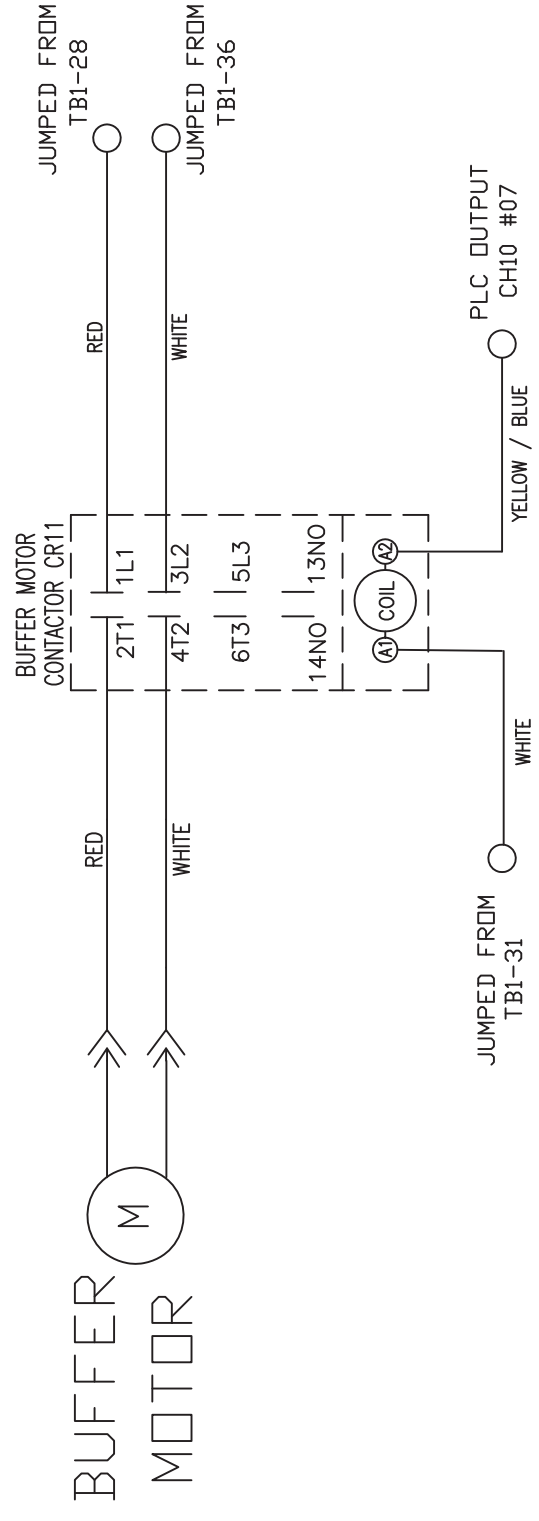 BUFFER
MOTOR
M
RED
WHITE
BUFFER MOTOR
CONTACTOR CR11
2T1
1L1
4T2
3L2
6T3
5L3
14NO
13NO
A1
COIL
A2
RED
WHITE
JUMPED FROM
TB1-28
JUMPED FROM
TB1-36
JUMPED FROM
TB1-31
WHITE
YELLOW / BLUE
PLC OUTPUT
CH10 #07